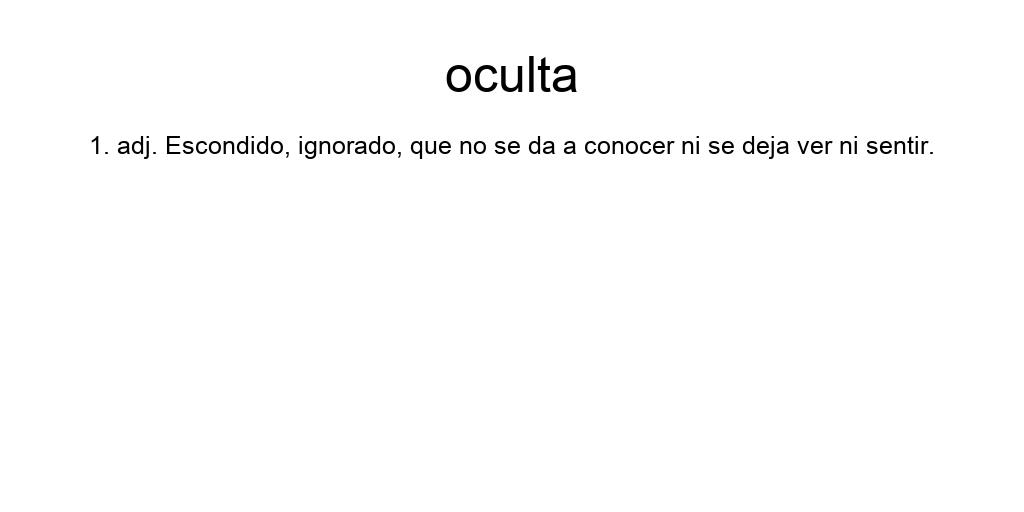 oculta
1. adj. Escondido, ignorado, que no se da a conocer ni se deja ver ni sentir.